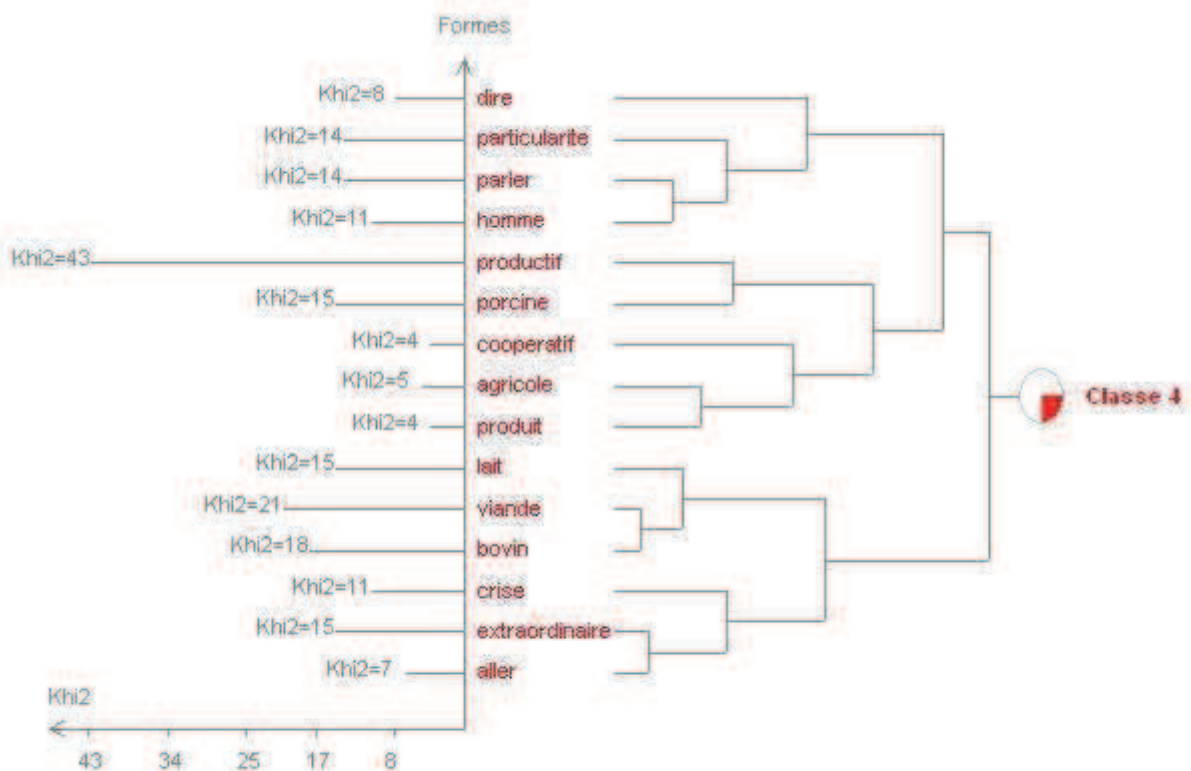 Formes
Khi2=8 dire
Khi2=14 particularite
Khi2=14 parler
Khi2=11 homme
Khi2=43 productif
Khi2=15 porcine
Khi2=4 cooperatif
Khi2=5 agricole
Khi2=4 produit
Khi2=15 lait
Khi2=21 viande
Khi2=18 bovin
Khi2=11 crise
Khi2=15 extraordinaire
Khi2=7 aller
Classe 4
Khi2
43 34 25 17 8